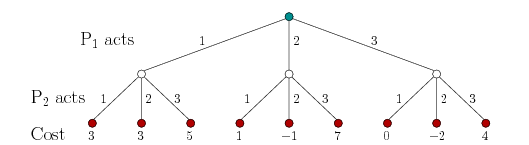 P₁ acts 1 2 3
P₂ acts 1 2 3 1 2 3 1 2 3
Cost 3 3 5 1 −1 7 0 −2 4